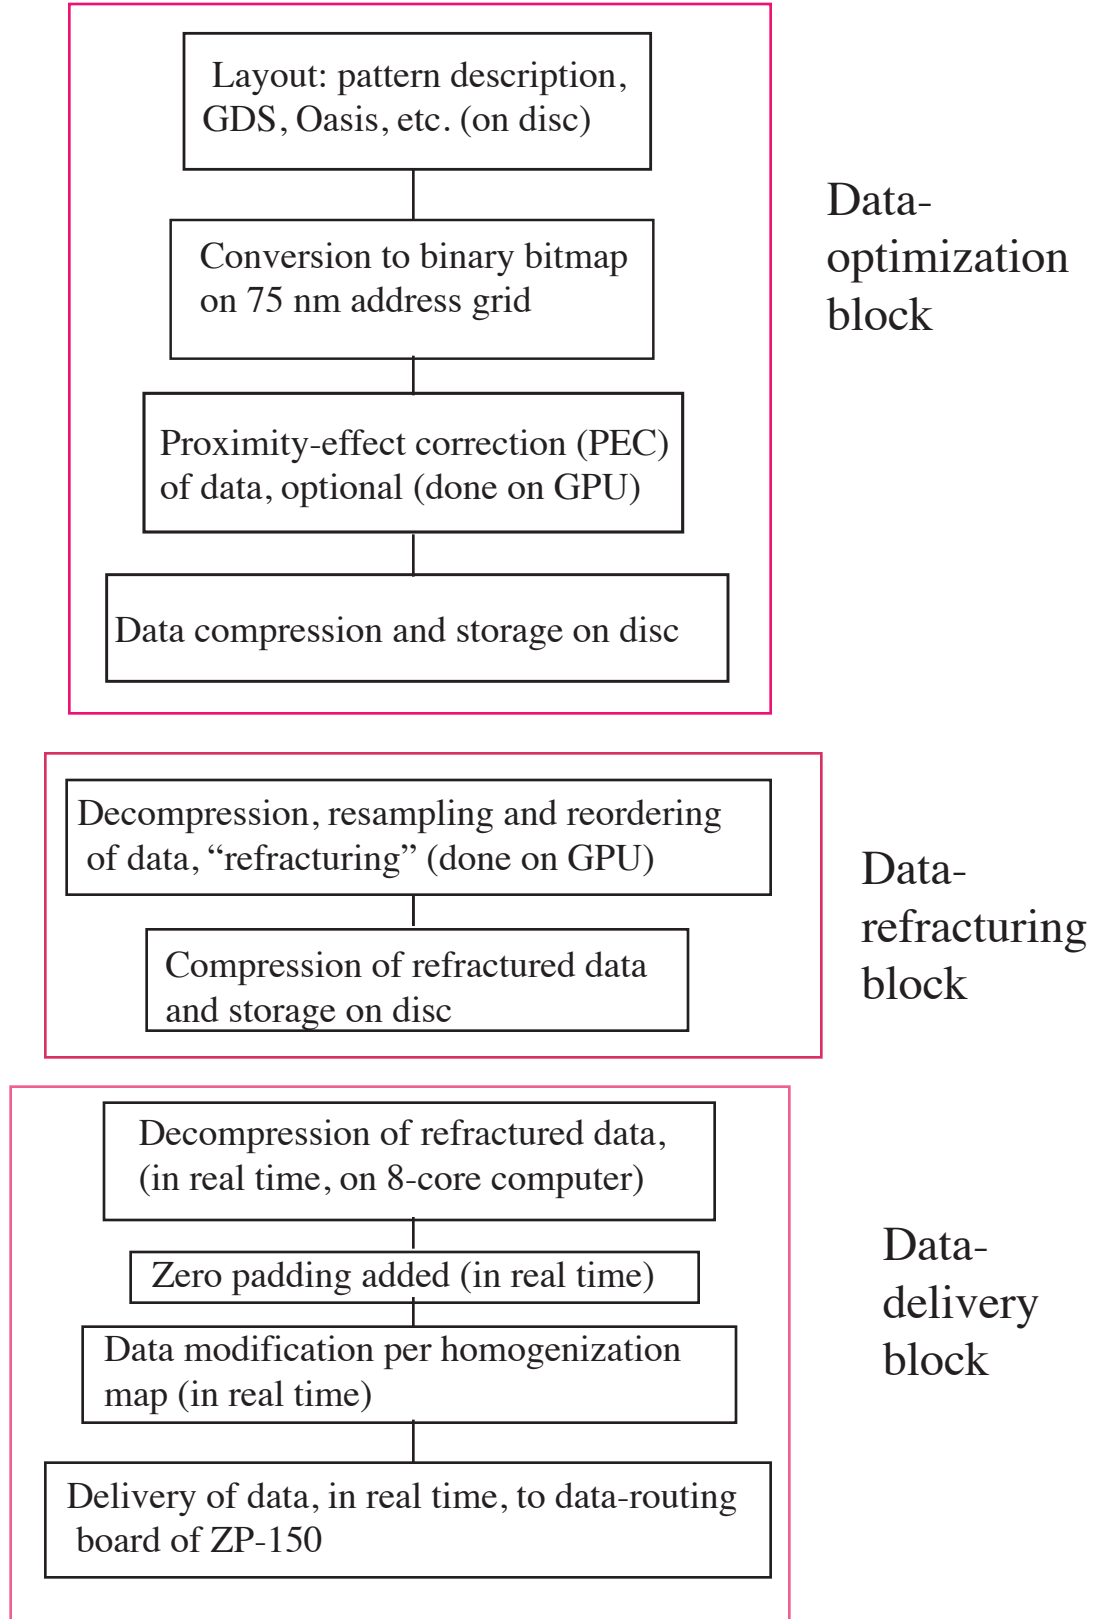 Layout: pattern description,
GDS, Oasis, etc. (on disc)
Data-
optimization
block
Conversion to binary bitmap
on 75 nm address grid
Proximity-effect correction (PEC)
of data, optional (done on GPU)
Data compression and storage on disc
Decompression, resampling and reordering
of data, “refracturing” (done on GPU)
Data-
refracturing
block
Compression of refractured data
and storage on disc
Decompression of refractured data,
(in real time, on 8-core computer)
Data-
delivery
block
Zero padding added (in real time)
Data modification per homogenization
map (in real time)
Delivery of data, in real time, to data-routing
board of ZP-150